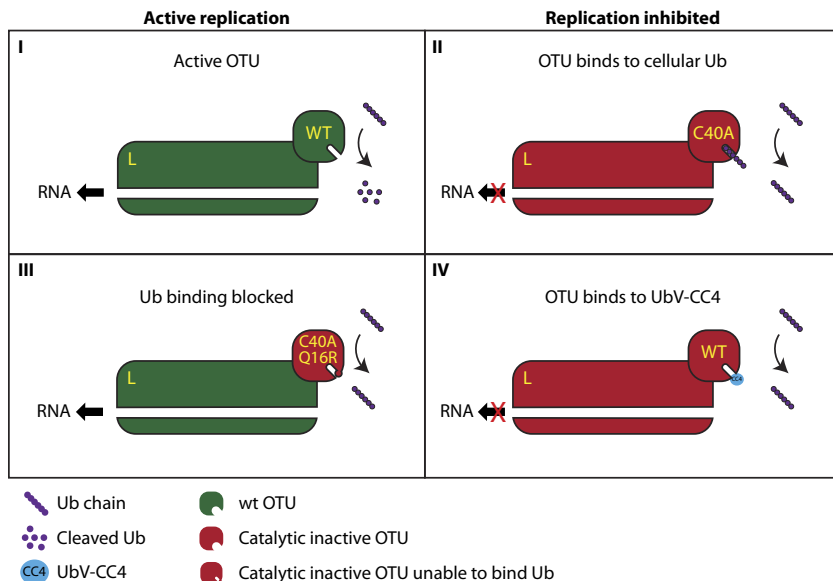 Active replication
Replication inhibited
I
Active OTU
WT
L
RNA
II
OTU binds to cellular Ub
C40A
L
RNA
X
III
Ub binding blocked
C40A
Q16R
L
RNA
IV
OTU binds to UbV-CC4
WT
L
CC4
RNA
X
Ub chain
wt OTU
Cleaved Ub
Catalytic inactive OTU
CC4 UbV-CC4
Catalytic inactive OTU unable to bind Ub